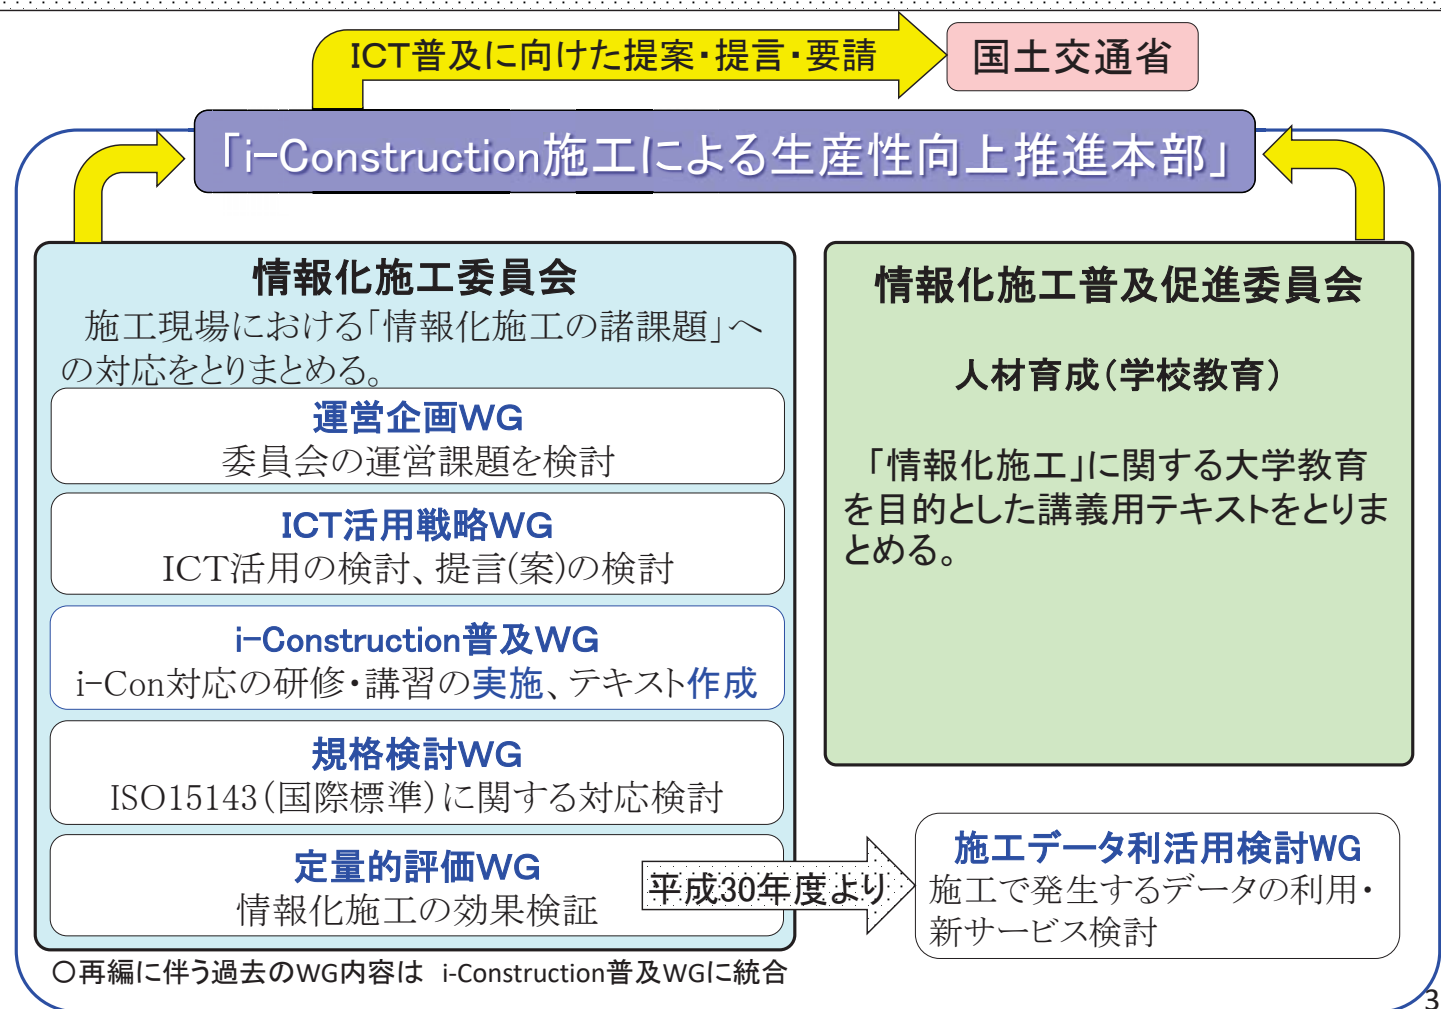 ICT普及に向けた提案・提言・要請
国土交通省
「i-Construction施工による生産性向上推進本部」
情報化施工委員会
施工現場における「情報化施工の諸課題」へ
の対応をとりまとめる。
運営企画WG
委員会の運営課題を検討
ICT活用戦略WG
ICT活用の検討、提言(案)の検討
i-Construction普及WG
i-Con対応の研修・講習の実施、テキスト作成
規格検討WG
ISO15143（国際標準）に関する対応検討
定量的評価WG
情報化施工の効果検証
情報化施工普及促進委員会
人材育成（学校教育）
「情報化施工」に関する大学教育
を目的とした講義用テキストをとりま
とめる。
平成30年度より
施工データ利活用検討WG
施工で発生するデータの利用・
新サービス検討
○再編に伴う過去のWG内容は i-Construction普及WGに統合
3